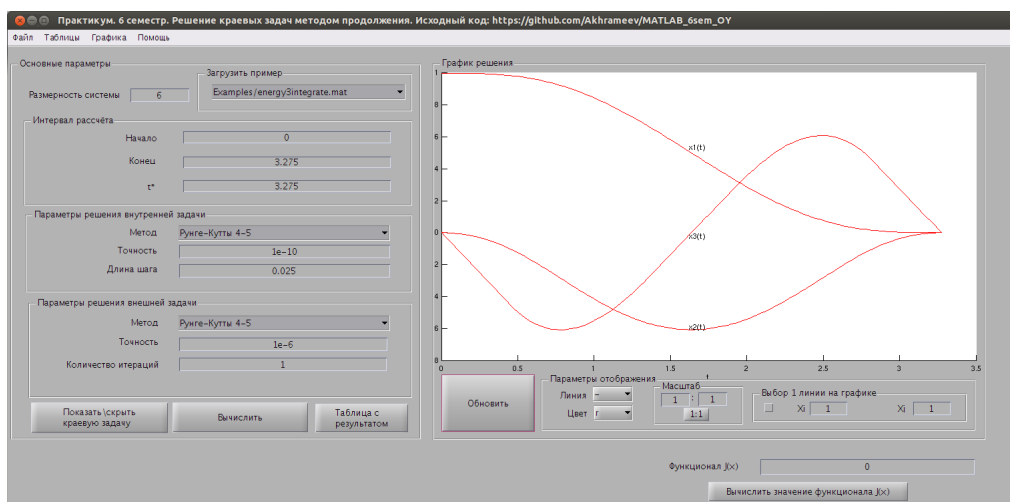 Практикум. 6 семестр. Решение краевых задач методом продолжения. Исходный код: https://github.com/Akhrameev/MATLAB_6sem_OY
Файл Таблицы Графика Помощь
Основные параметры
Загрузить пример
Размерность системы 6
Examples/energy3integrate.mat
Интервал рассчёта
Начало 0
Конец 3.275
t* 3.275
Параметры решения внутренней задачи
Метод Рунге-Кутты 4-5
Точность 1e-10
Длина шага 0.025
Параметры решения внешней задачи
Метод Рунге-Кутты 4-5
Точность 1e-6
Количество итераций 1
Показать\скрыть
краевую задачу
Вычислить
Таблица с
результатом
График решения
1
8
6
4
2
0
2
4
6
8
x1(t)
x3(t)
x2(t)
0 0.5 1 1.5 2 2.5 3 3.5
t
Обновить
Параметры отображения
Линия -
Цвет r
Масштаб
1 : 1
1:1
Выбор 1 линии на графике
Xi 1 Xi 1
Функционал J(x) 0
Вычислить значение функционала J(x)